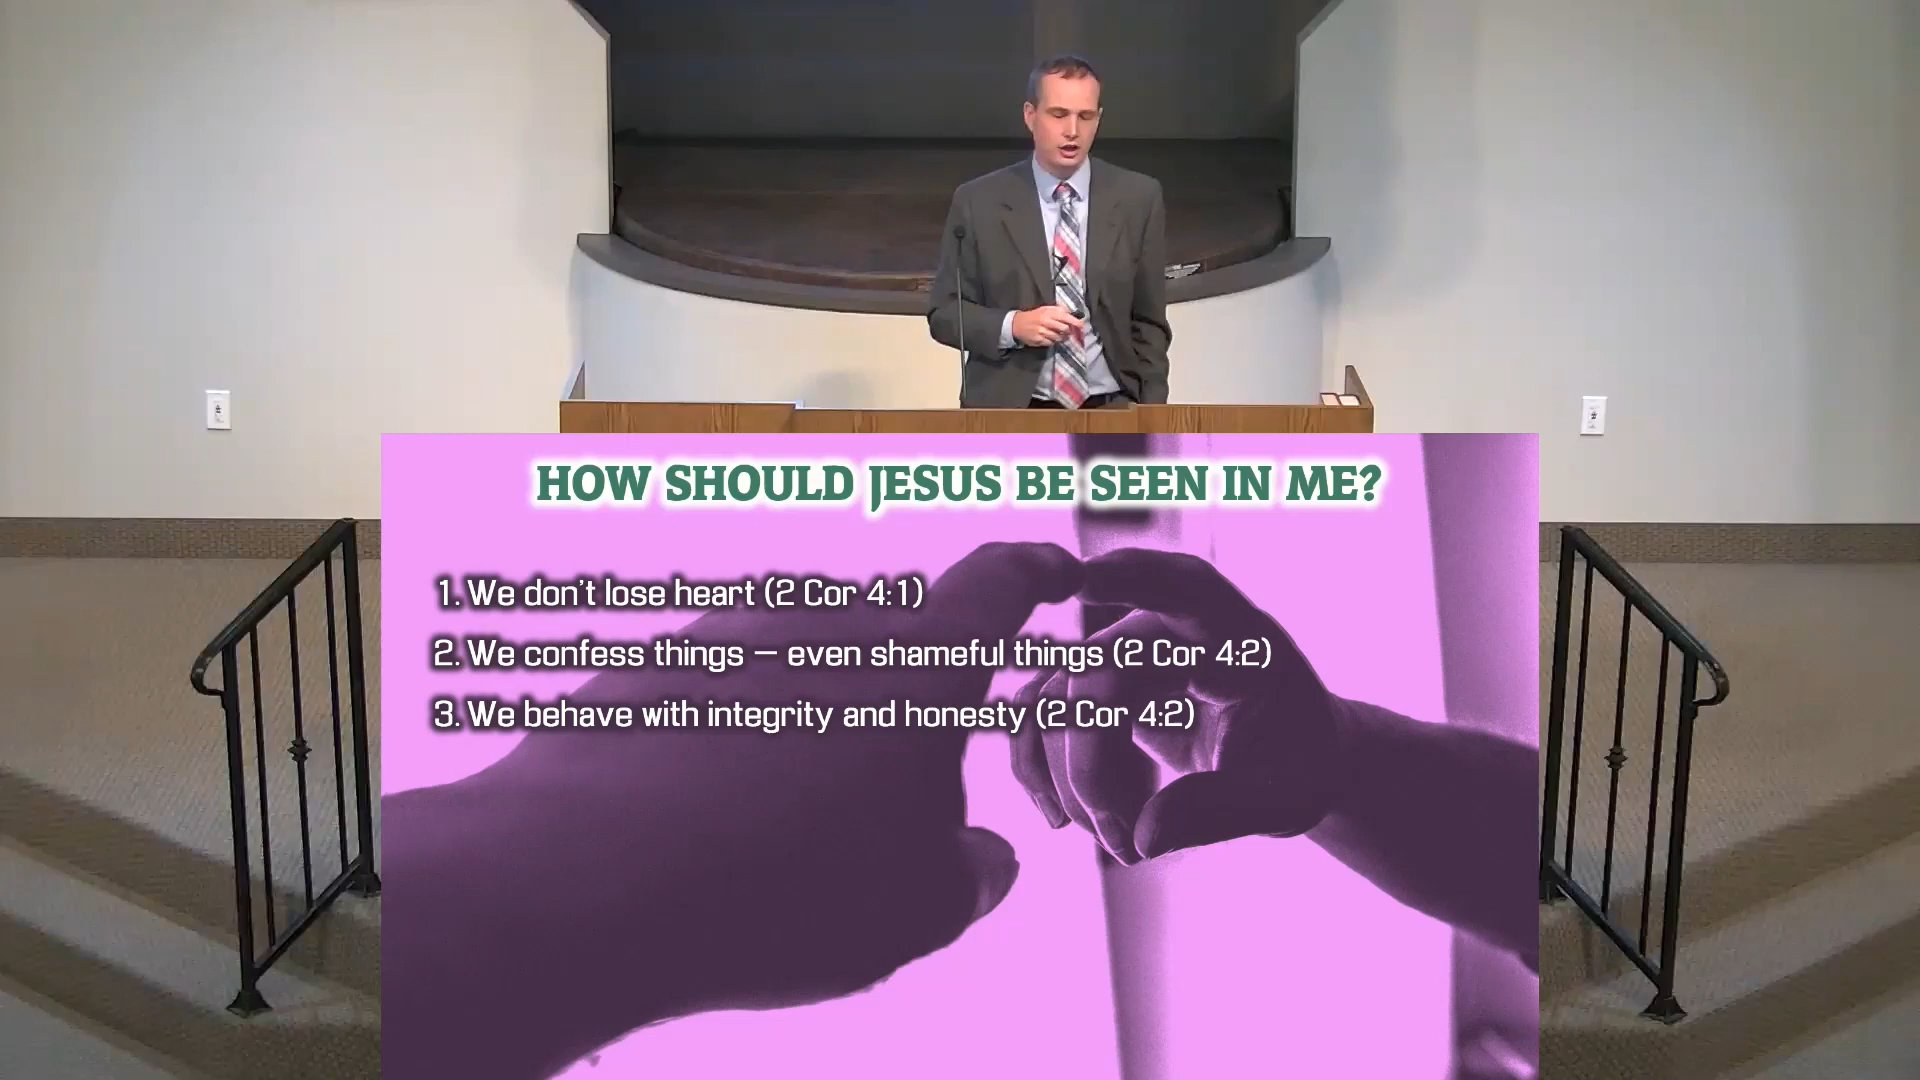 HOW SHOULD JESUS BE SEEN IN ME?
1. We don't lose heart (2 Cor 4:1)
2. We confess things – even shameful things (2 Cor 4:2)
3. We behave with integrity and honesty (2 Cor 4:2)